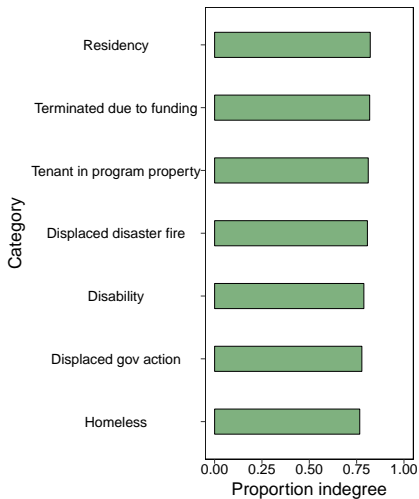 Residency
Terminated due to funding
Tenant in program property
Displaced disaster fire
Disability
Displaced gov action
Homeless
Category
0.00 0.25 0.50 0.75 1.00
Proportion indegree